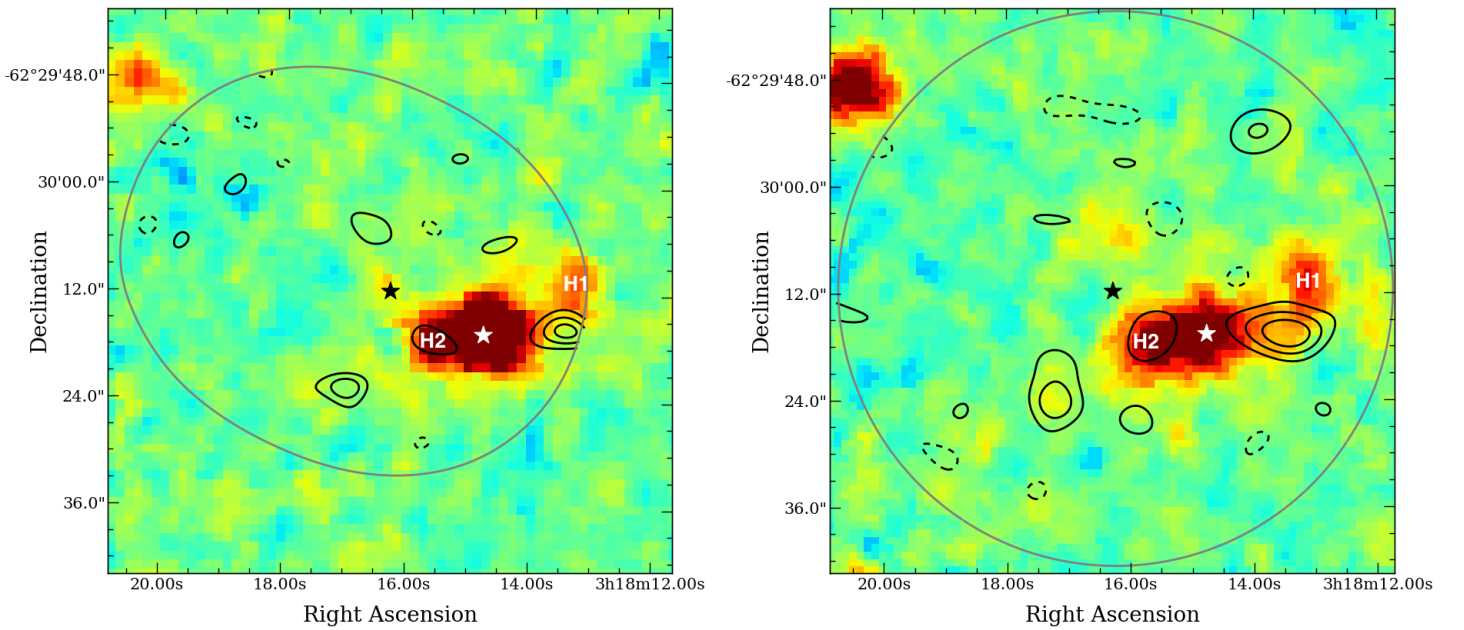 -62°29'48.0"
30'00.0"
12.0"
24.0"
36.0"
Declination
H1
H2
20.00s 18.00s 16.00s 14.00s 3h18m12.00s
Right Ascension
-62°29'48.0"
30'00.0"
12.0"
24.0"
36.0"
Declination
H1
H2
20.00s 18.00s 16.00s 14.00s 3h18m12.00s
Right Ascension